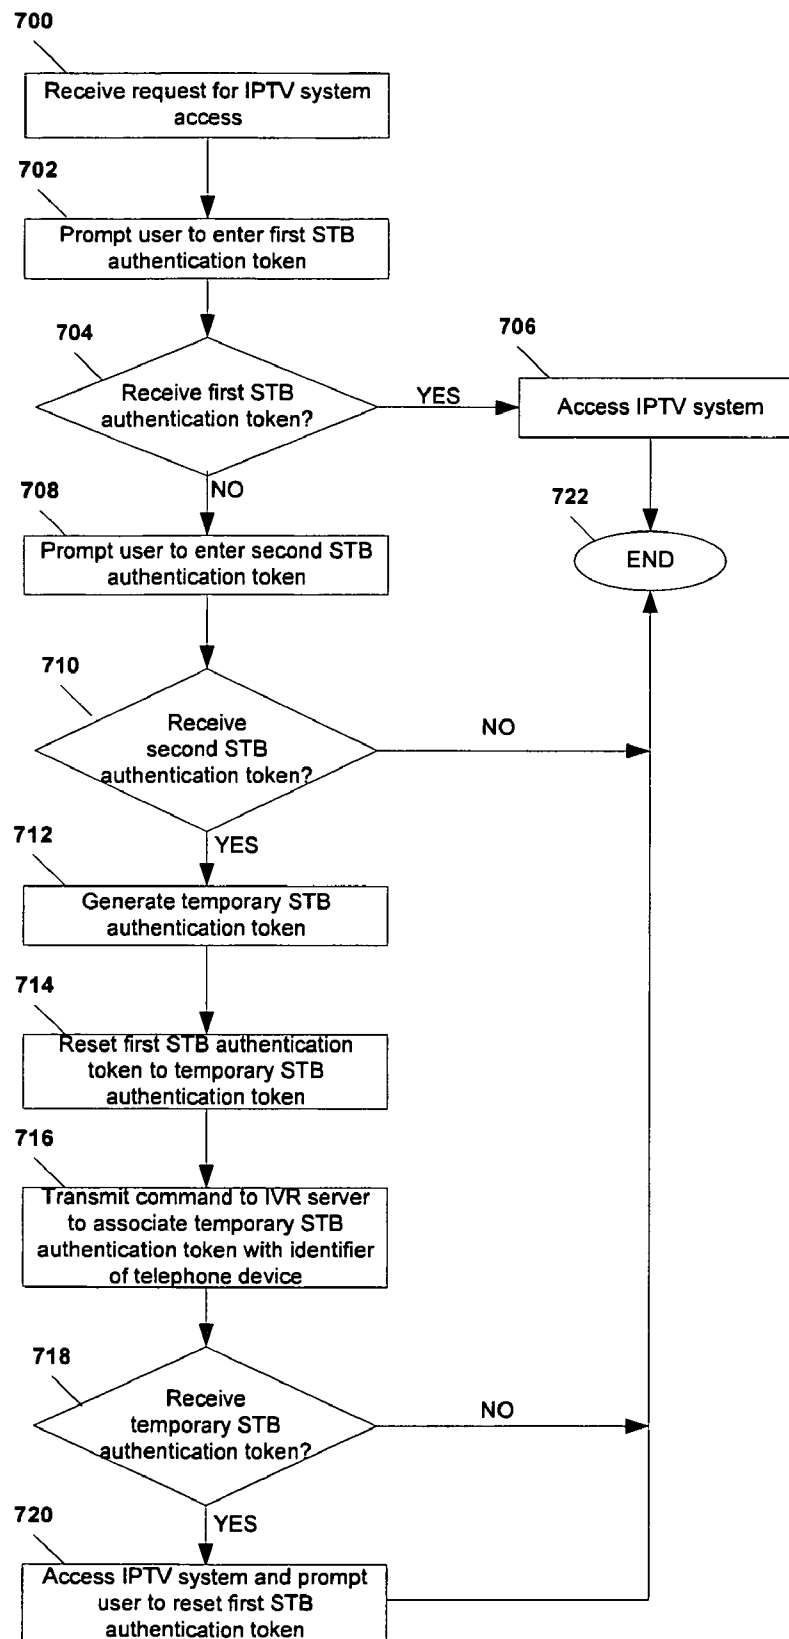 700
Receive request for IPTV system
access
702
Prompt user to enter first STB
authentication token
704
Receive first STB
authentication token?
YES
706
Access IPTV system
NO
708
Prompt user to enter second STB
authentication token
722
END
710
Receive
second STB
authentication token?
NO
YES
712
Generate temporary STB
authentication token
714
Reset first STB authentication
token to temporary STB
authentication token
716
Transmit command to IVR server
to associate temporary STB
authentication token with identifier
of telephone device
718
Receive
temporary STB
authentication token?
NO
YES
720
Access IPTV system and prompt
user to reset first STB
authentication token